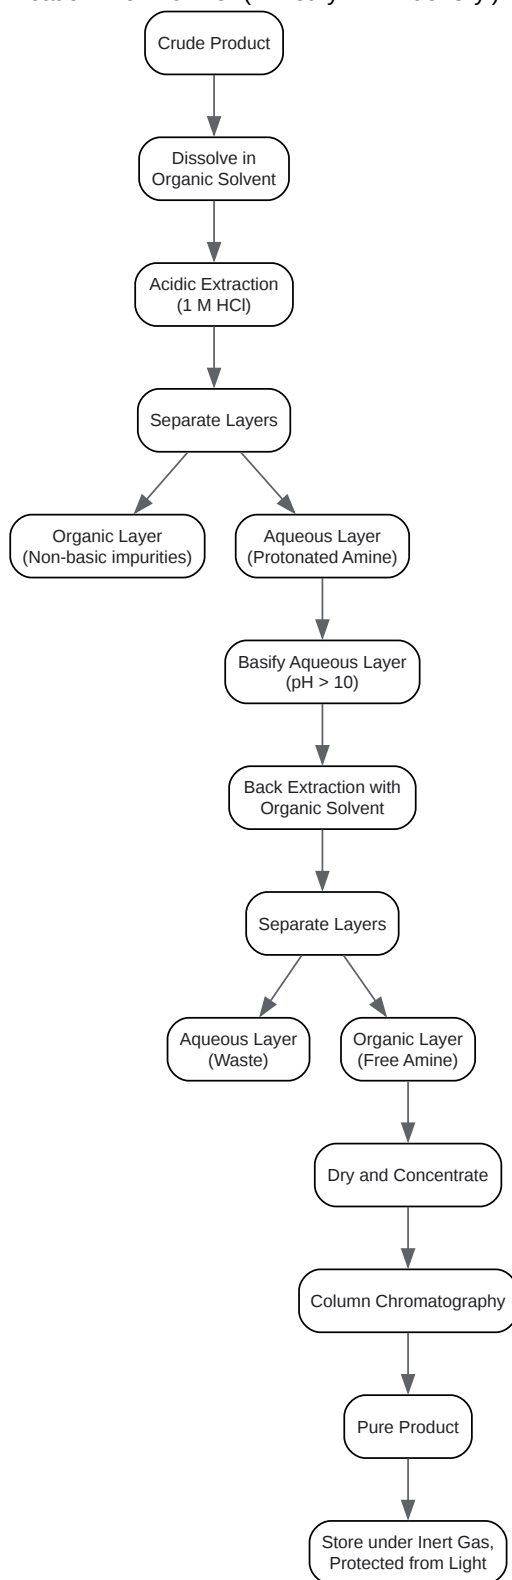 Crude Product
Dissolve in
Organic Solvent
Acidic Extraction
(1 M HCl)
Separate Layers
Organic Layer
(Non-basic impurities)
Aqueous Layer
(Protonated Amine)
Basify Aqueous Layer
(pH > 10)
Back Extraction with
Organic Solvent
Separate Layers
Aqueous Layer
(Waste)
Organic Layer
(Free Amine)
Dry and Concentrate
Column Chromatography
Pure Product
Store under Inert Gas,
Protected from Light